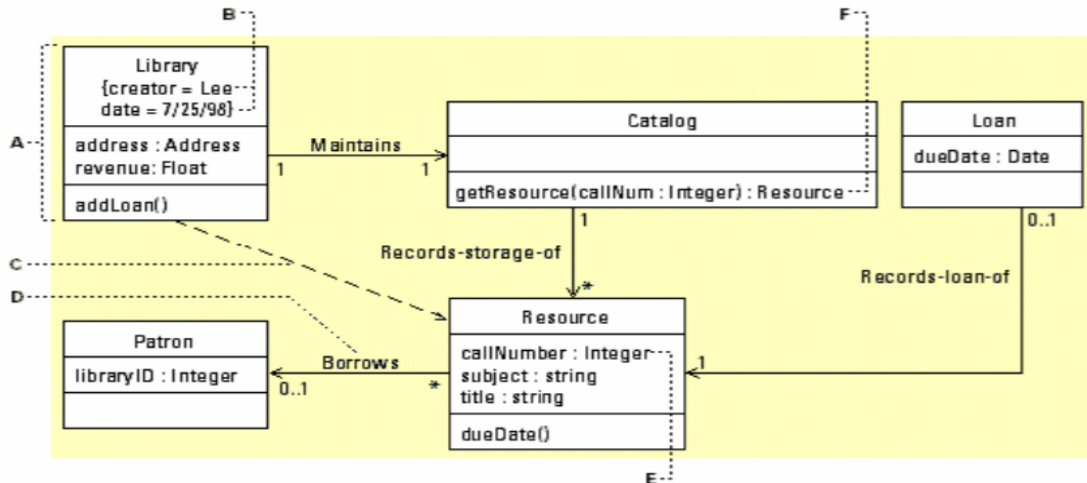 B
F
A
Library
{creator = Lee
date = 7/25/98}
address : Address
revenue: Float
addLoan()
Maintains
1
1
Catalog
getResource(callNum : Integer) : Resource
Loan
dueDate : Date
1
0..1
C
Records-storage-of
Records-loan-of
D
*
Patron
libraryID : Integer
Borrows
0..1
*
Resource
callNumber : Integer
subject : string
title : string
dueDate()
1
E